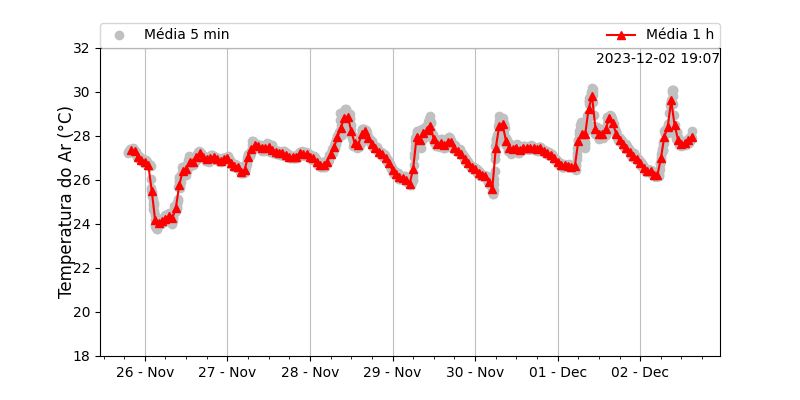 Média 5 min
Média 1 h
2023-12-02 19:07
Temperatura do Ar (°C)
32
30
28
26
24
22
20
18
26 - Nov
27 - Nov
28 - Nov
29 - Nov
30 - Nov
01 - Dec
02 - Dec